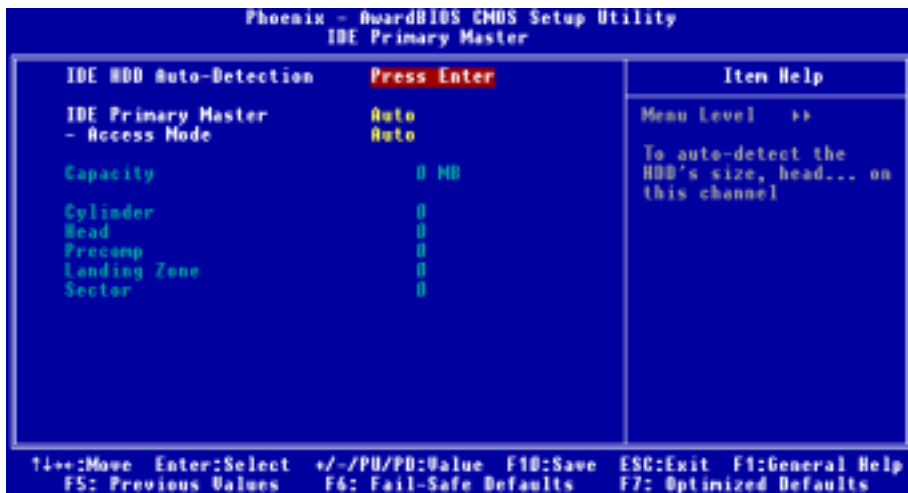 Phoenix - AwardBIOS CMOS Setup Utility
IDE Primary Master
IDE HDD Auto-Detection Press Enter
IDE Primary Master Auto
- Access Mode Auto
Capacity 0 MB
Cylinder 0
Head 0
Precomp 0
Landing Zone 0
Sector 0
Item Help
Menu Level ▸▸
To auto-detect the
HDD's size, head... on
this channel
↑↓→←:Move Enter:Select +/-/PU/PD:Value F10:Save ESC:Exit F1:General Help
F5: Previous Values F6: Fail-Safe Defaults F7: Optimized Defaults